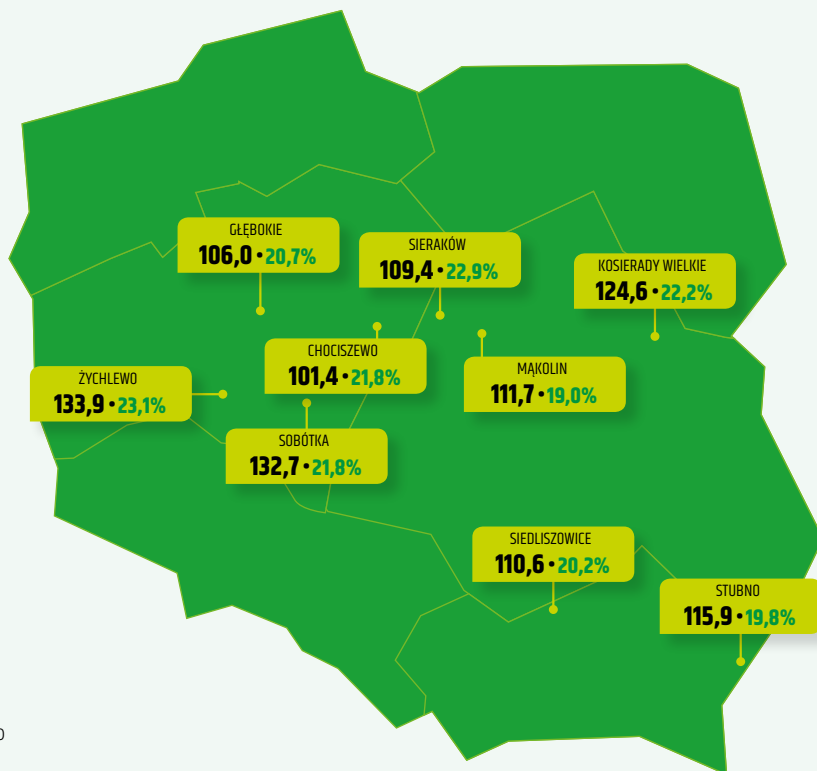 GŁĘBOKIE
106,0 • 20,7%
SIERAKÓW
109,4 • 22,9%
KOSIERADY WIELKIE
124,6 • 22,2%
CHOCISZEWO
101,4 • 21,8%
MĄKOLIN
111,7 • 19,0%
ŻYCHLEWO
133,9 • 23,1%
SOBÓTKA
132,7 • 21,8%
SIEDLISZOWICE
110,6 • 20,2%
STUBNO
115,9 • 19,8%